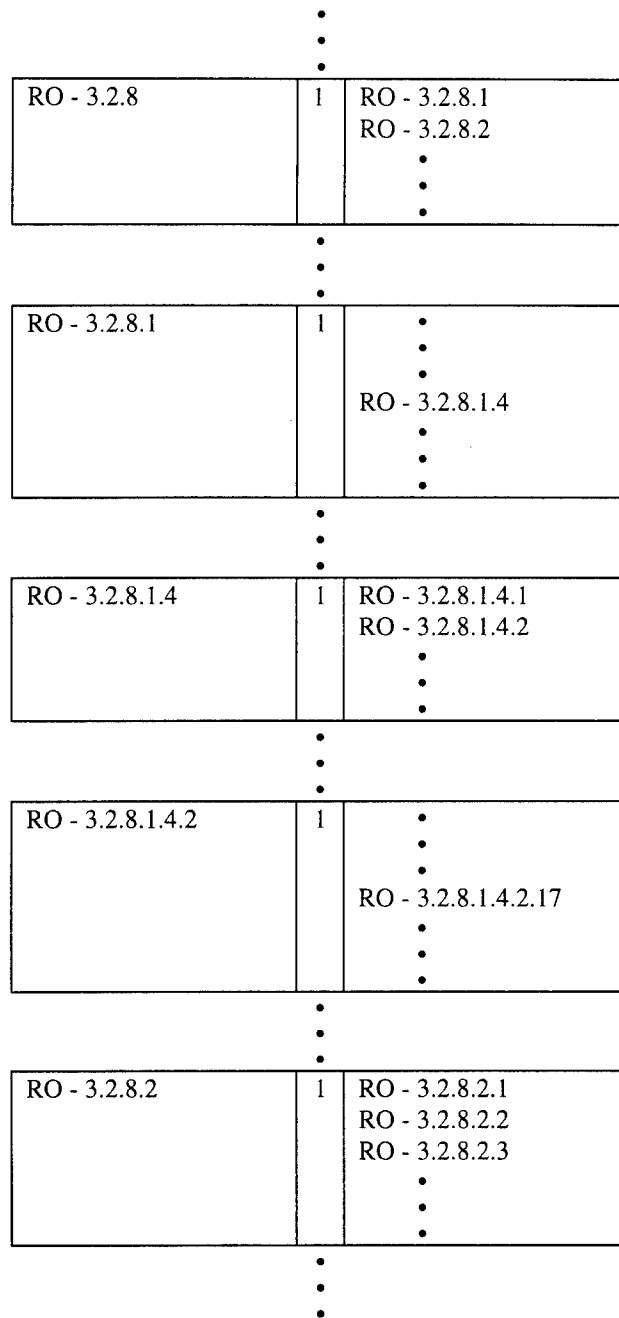 RO - 3.2.8 1 RO - 3.2.8.1
RO - 3.2.8.2
RO - 3.2.8.1 1
RO - 3.2.8.1.4
RO - 3.2.8.1.4 1 RO - 3.2.8.1.4.1
RO - 3.2.8.1.4.2
RO - 3.2.8.1.4.2 1
RO - 3.2.8.1.4.2.17
RO - 3.2.8.2 1 RO - 3.2.8.2.1
RO - 3.2.8.2.2
RO - 3.2.8.2.3